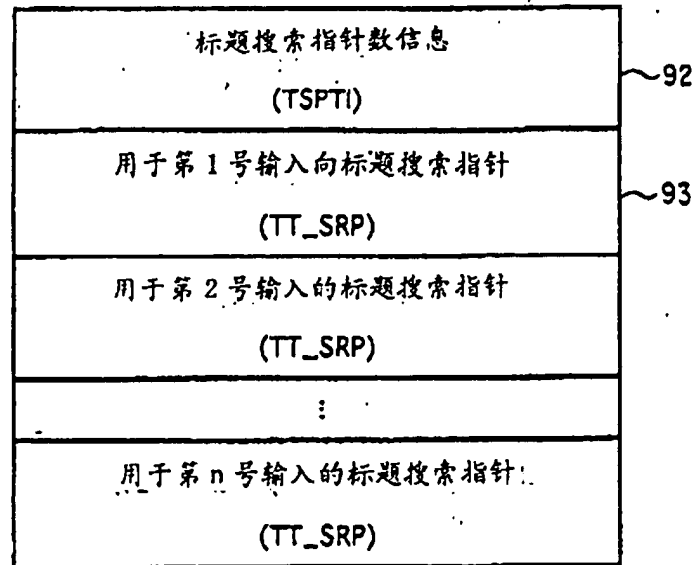 标题搜索指针数信息
(TSPTI)
92
用于第1号输入向标题搜索指针
93
(TT_SRP)
用于第2号输入的标题搜索指针
(TT_SRP)
⋮
用于第n号输入的标题搜索指针
(TT_SRP)